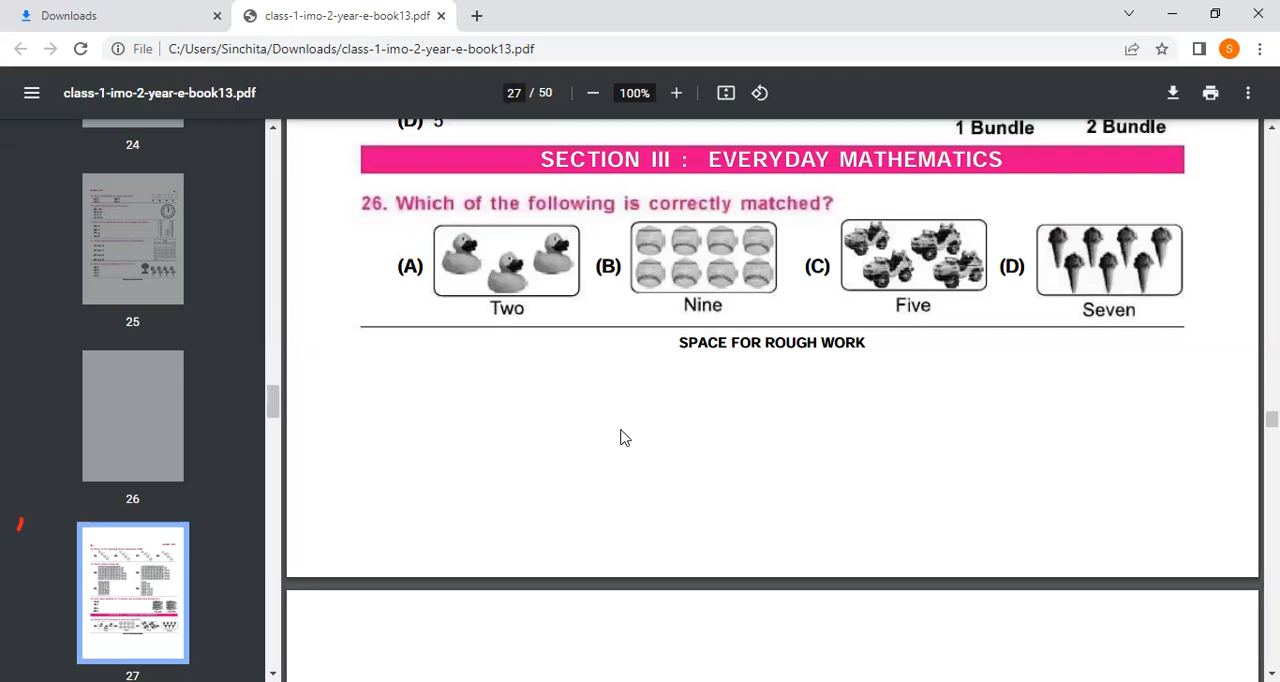 Downloads
class-1-imo-2-year-e-book13.pdf
File
C:/Users/Sinchita/Downloads/class-1-imo-2-year-e-book13.pdf
S
class-1-imo-2-year-e-book13.pdf
27 / 50
100%
24
25
26
27
(D) 5
1 Bundle 2 Bundle
SECTION III : EVERYDAY MATHEMATICS
26. Which of the following is correctly matched?
(A) (B) (C) (D)
Two Nine Five Seven
SPACE FOR ROUGH WORK